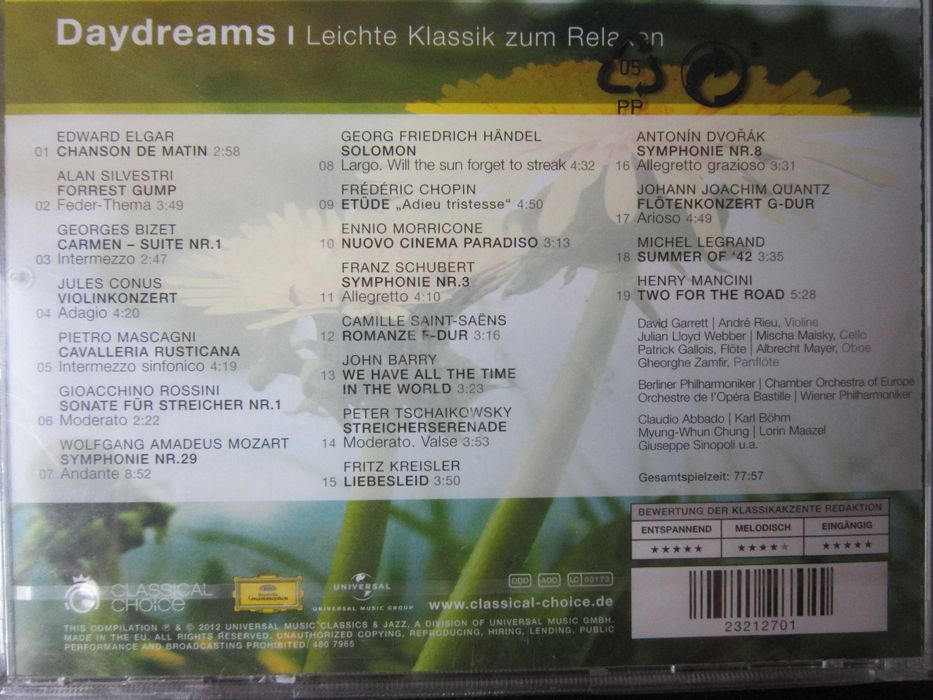 Daydreams | Leichte Klassik zum Relaxen
05
PP
EDWARD ELGAR
01 CHANSON DE MATIN 2:58
ALAN SILVESTRI
FORREST GUMP
02 Feder-Thema 3:49
GEORGES BIZET
CARMEN – SUITE NR.1
03 Intermezzo 2:47
JULES CONUS
VIOLINKONZERT
04 Adagio 4:20
PIETRO MASCAGNI
CAVALLERIA RUSTICANA
05 Intermezzo sinfonico 4:19
GIOACCHINO ROSSINI
SONATE FÜR STREICHER NR.1
06 Moderato 2:22
WOLFGANG AMADEUS MOZART
SYMPHONIE NR.29
07 Andante 8:52
GEORG FRIEDRICH HÄNDEL
SOLOMON
08 Largo. Will the sun forget to streak 4:32
FRÉDÉRIC CHOPIN
09 ETÜDE „Adieu tristesse“ 4:50
ENNIO MORRICONE
10 NUOVO CINEMA PARADISO 3:13
FRANZ SCHUBERT
SYMPHONIE NR.3
11 Allegretto 4:10
CAMILLE SAINT-SAËNS
12 ROMANZE F-DUR 3:16
JOHN BARRY
13 WE HAVE ALL THE TIME
IN THE WORLD 3:23
PETER TSCHAIKOWSKY
STREICHERSERENADE
14 Moderato. Valse 3:53
FRITZ KREISLER
15 LIEBESLEID 3:50
ANTONÍN DVOŘÁK
SYMPHONIE NR.8
16 Allegretto grazioso 3:31
JOHANN JOACHIM QUANTZ
FLÖTENKONZERT G-DUR
17 Arioso 4:49
MICHEL LEGRAND
18 SUMMER OF '42 3:35
HENRY MANCINI
19 TWO FOR THE ROAD 5:28
David Garrett | André Rieu, Violine
Julian Lloyd Webber | Mischa Maisky, Cello
Patrick Gallois, Flöte | Albrecht Mayer, Oboe
Gheorghe Zamfir, Panflöte
Berliner Philharmoniker | Chamber Orchestra of Europe
Orchestre de l'Opéra Bastille | Wiener Philharmoniker
Claudio Abbado | Karl Böhm
Myung-Whun Chung | Lorin Maazel
Giuseppe Sinopoli u.a.
Gesamtspielzeit: 77:57
BEWERTUNG DER KLASSIKAKZENTE REDAKTION
ENTSPANNEND MELODISCH EINGÄNGIG
★★★★★ ★★★★★ ★★★★★
CLASSICAL CHOICE
Deutsche Grammophon
UNIVERSAL
UNIVERSAL MUSIC GROUP
DDD ADD LC 00173
www.classical-choice.de
23212701
THIS COMPILATION ℗ & © 2012 UNIVERSAL MUSIC CLASSICS & JAZZ, A DIVISION OF UNIVERSAL MUSIC GMBH.
MADE IN THE EU. ALL RIGHTS RESERVED. UNAUTHORIZED COPYING, REPRODUCING, HIRING, LENDING, PUBLIC
PERFORMANCE AND BROADCASTING PROHIBITED! 480 7965